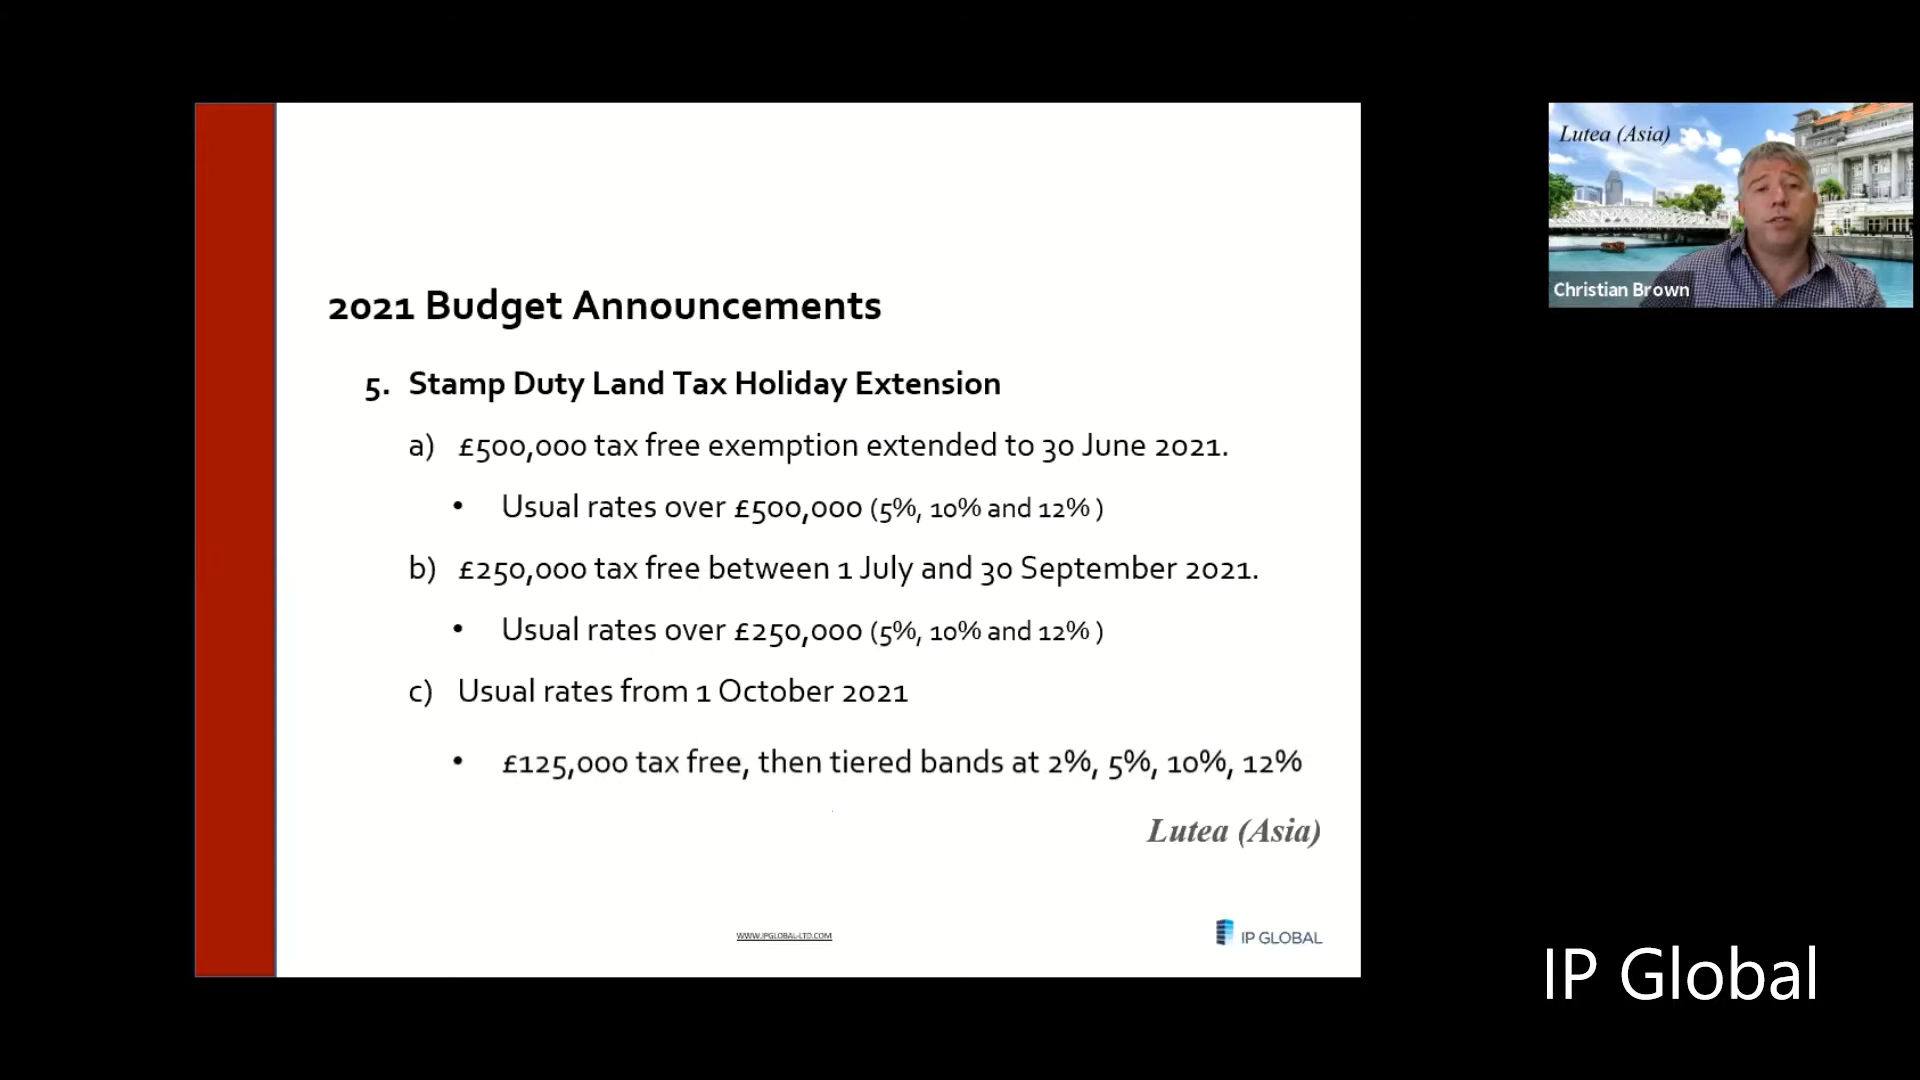 2021 Budget Announcements
5. Stamp Duty Land Tax Holiday Extension
a) £500,000 tax free exemption extended to 30 June 2021.
• Usual rates over £500,000 (5%, 10% and 12% )
b) £250,000 tax free between 1 July and 30 September 2021.
• Usual rates over £250,000 (5%, 10% and 12% )
c) Usual rates from 1 October 2021
• £125,000 tax free, then tiered bands at 2%, 5%, 10%, 12%
Lutea (Asia)
WWW.IPGLOBAL-LTD.COM
IP GLOBAL
Lutea (Asia)
Christian Brown
IP Global